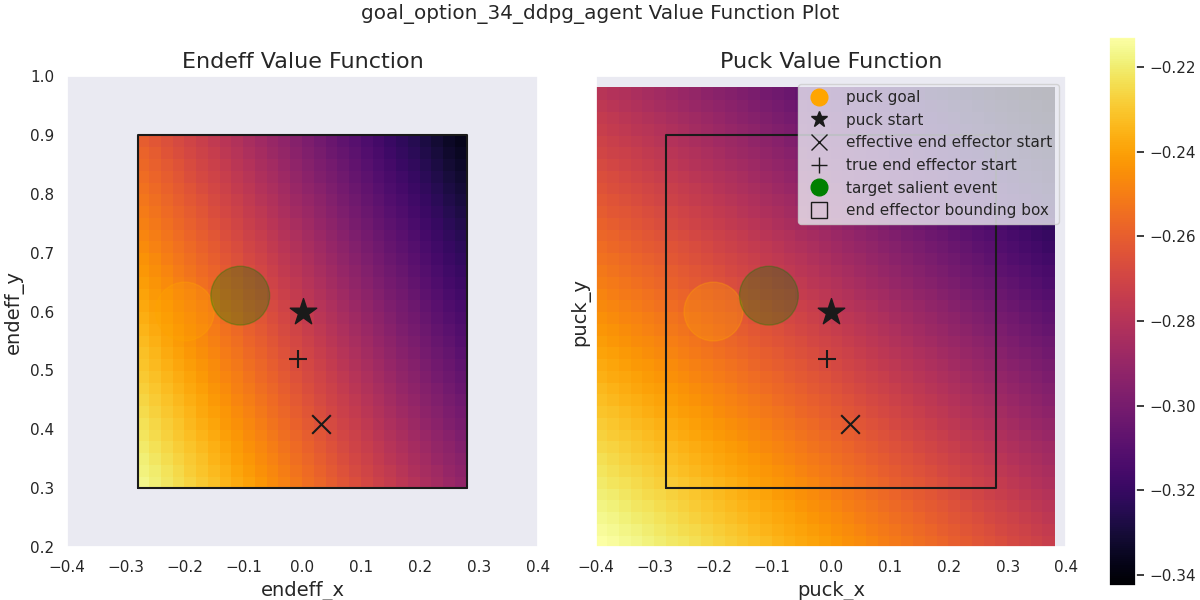 goal_option_34_ddpg_agent Value Function Plot
Endeff Value Function
1.0
0.9
0.8
0.7
0.6
0.5
0.4
0.3
0.2
endeff_y
−0.4 −0.3 −0.2 −0.1 0.0 0.1 0.2 0.3 0.4
endeff_x
Puck Value Function
puck goal
puck start
effective end effector start
true end effector start
target salient event
end effector bounding box
puck_y
−0.4 −0.3 −0.2 −0.1 0.0 0.1 0.2 0.3 0.4
puck_x
−0.22
−0.24
−0.26
−0.28
−0.30
−0.32
−0.34